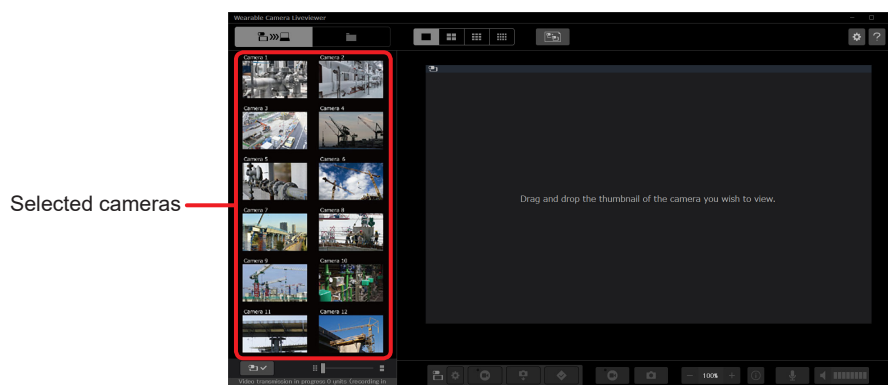 Wearable Camera Liveviewer
Camera 1
Camera 2
Camera 3
Camera 4
Camera 5
Camera 6
Camera 7
Camera 8
Camera 9
Camera 10
Camera 11
Camera 12
Selected cameras
Drag and drop the thumbnail of the camera you wish to view.
Video transmission in progress:0 units (Recording in
100%